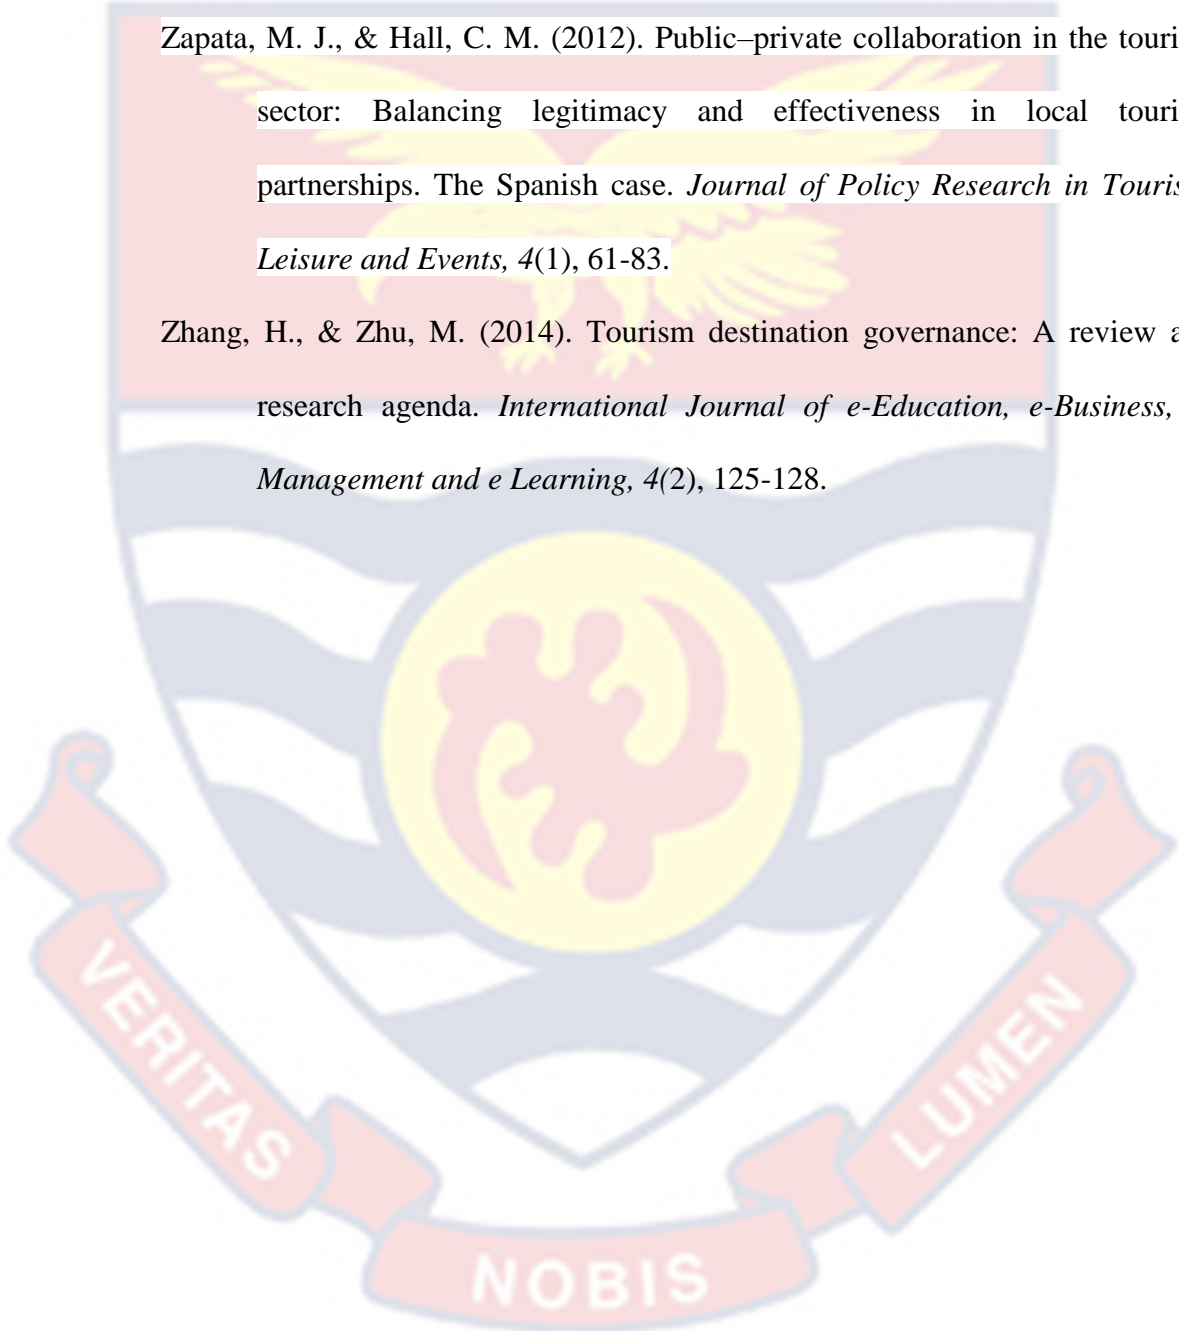 Zapata, M. J., & Hall, C. M. (2012). Public–private collaboration in the touri
sector: Balancing legitimacy and effectiveness in local touri
partnerships. The Spanish case. Journal of Policy Research in Touris
Leisure and Events, 4(1), 61-83.
Zhang, H., & Zhu, M. (2014). Tourism destination governance: A review a
research agenda. International Journal of e-Education, e-Business,
Management and e Learning, 4(2), 125-128.
VERITAS
NOBIS
LUMEN